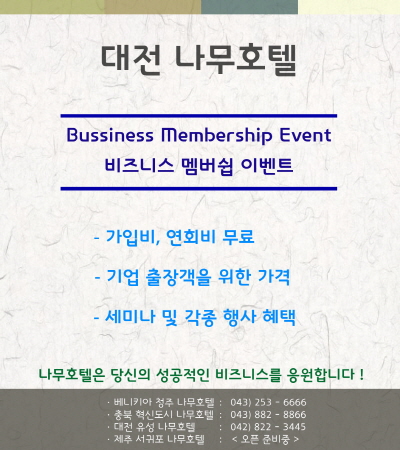 대전 나무호텔
Bussiness Membership Event
비즈니스 멤버쉽 이벤트
- 가입비, 연회비 무료
- 기업 출장객을 위한 가격
- 세미나 및 각종 행사 혜택
나무호텔은 당신의 성공적인 비즈니스를 응원합니다 !
· 베니키아 청주 나무호텔 : 043) 253 - 6666
· 충북 혁신도시 나무호텔 : 043) 882 - 8866
· 대전 유성 나무호텔 : 042) 822 - 3445
· 제주 서귀포 나무호텔 : < 오픈 준비중 >